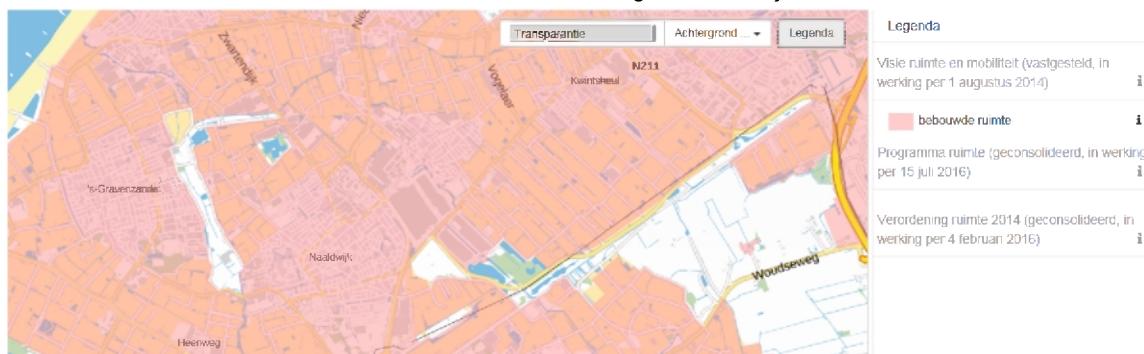 Transparantie
Achtergrond ...
Legenda
Zwartendijk
Vogelaer
N211
Kwintsheul
's-Gravenzande
Naaldwijk
Woudseweg
Heenweg
Legenda
Visie ruimte en mobiliteit (vastgesteld, in
werking per 1 augustus 2014)
i
bebouwde ruimte
i
Programma ruimte (geconsolideerd, in werking
per 15 juli 2016)
i
Verordening ruimte 2014 (geconsolideerd, in
werking per 4 februari 2016)
i